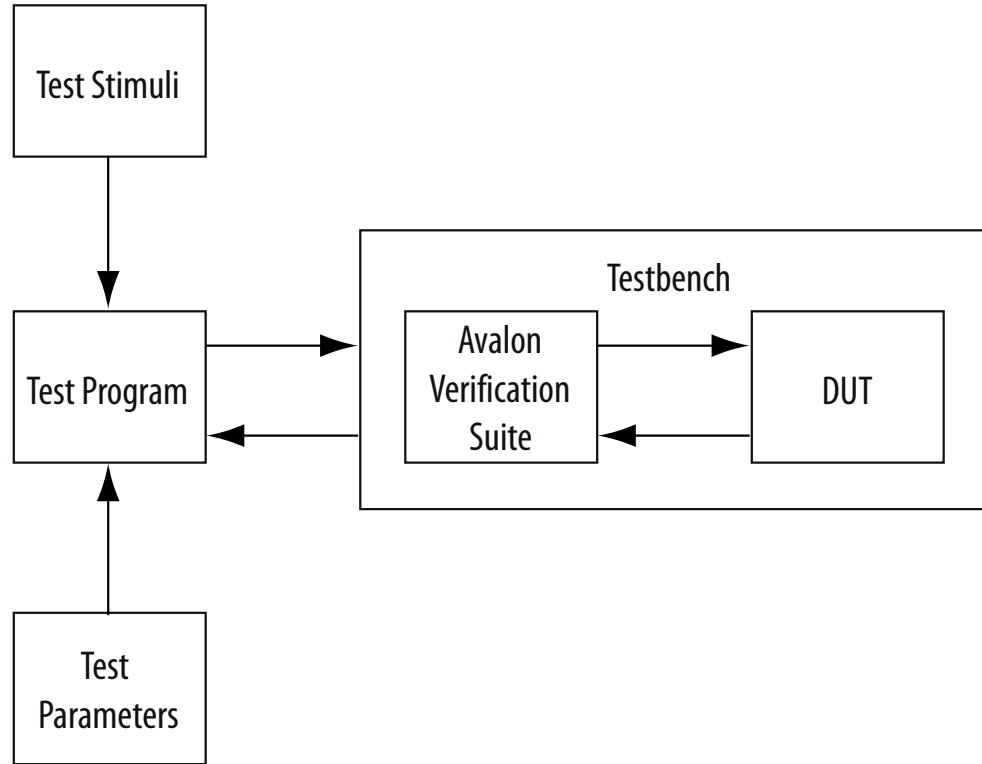 Test Stimuli
Testbench
Test Program
Avalon
Verification
Suite
DUT
Test
Parameters